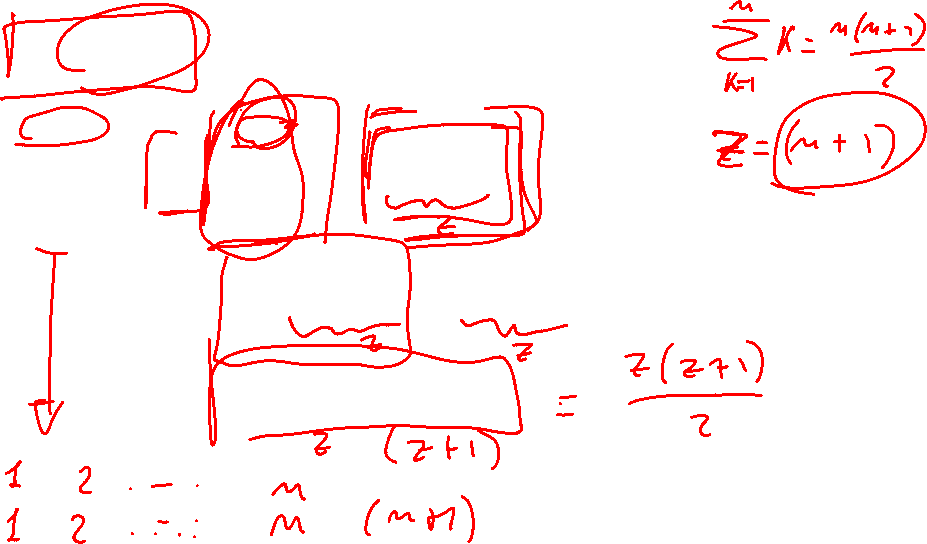 n
∑ K = n(n+1)
K=1 2
z = (n+1)
z
z z
z(z+1)
= 2
z (z+1)
1 2 .... n
1 2 .... n (n+1)